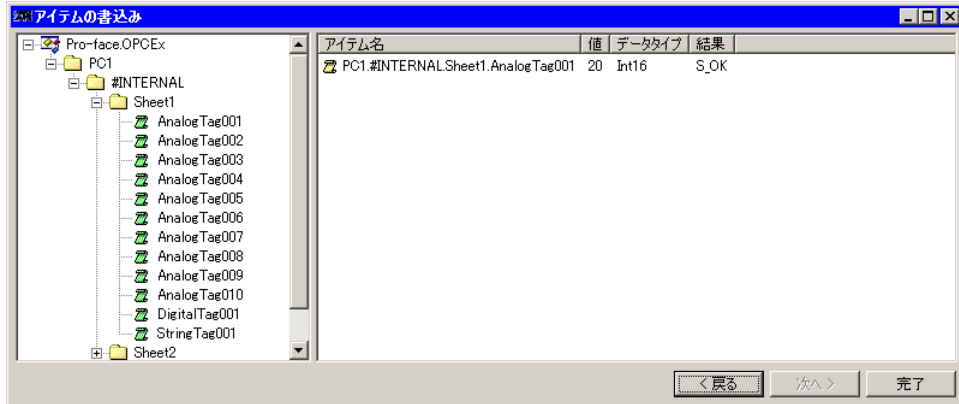 アイテムの書込み
Pro-face.OPCEx
PC1
#INTERNAL
Sheet1
AnalogTag001
AnalogTag002
AnalogTag003
AnalogTag004
AnalogTag005
AnalogTag006
AnalogTag007
AnalogTag008
AnalogTag009
AnalogTag010
DigitalTag001
StringTag001
Sheet2
アイテム名 値 データタイプ 結果
PC1.#INTERNAL.Sheet1.AnalogTag001 20 Int16 S_OK
< 戻る 次へ > 完了